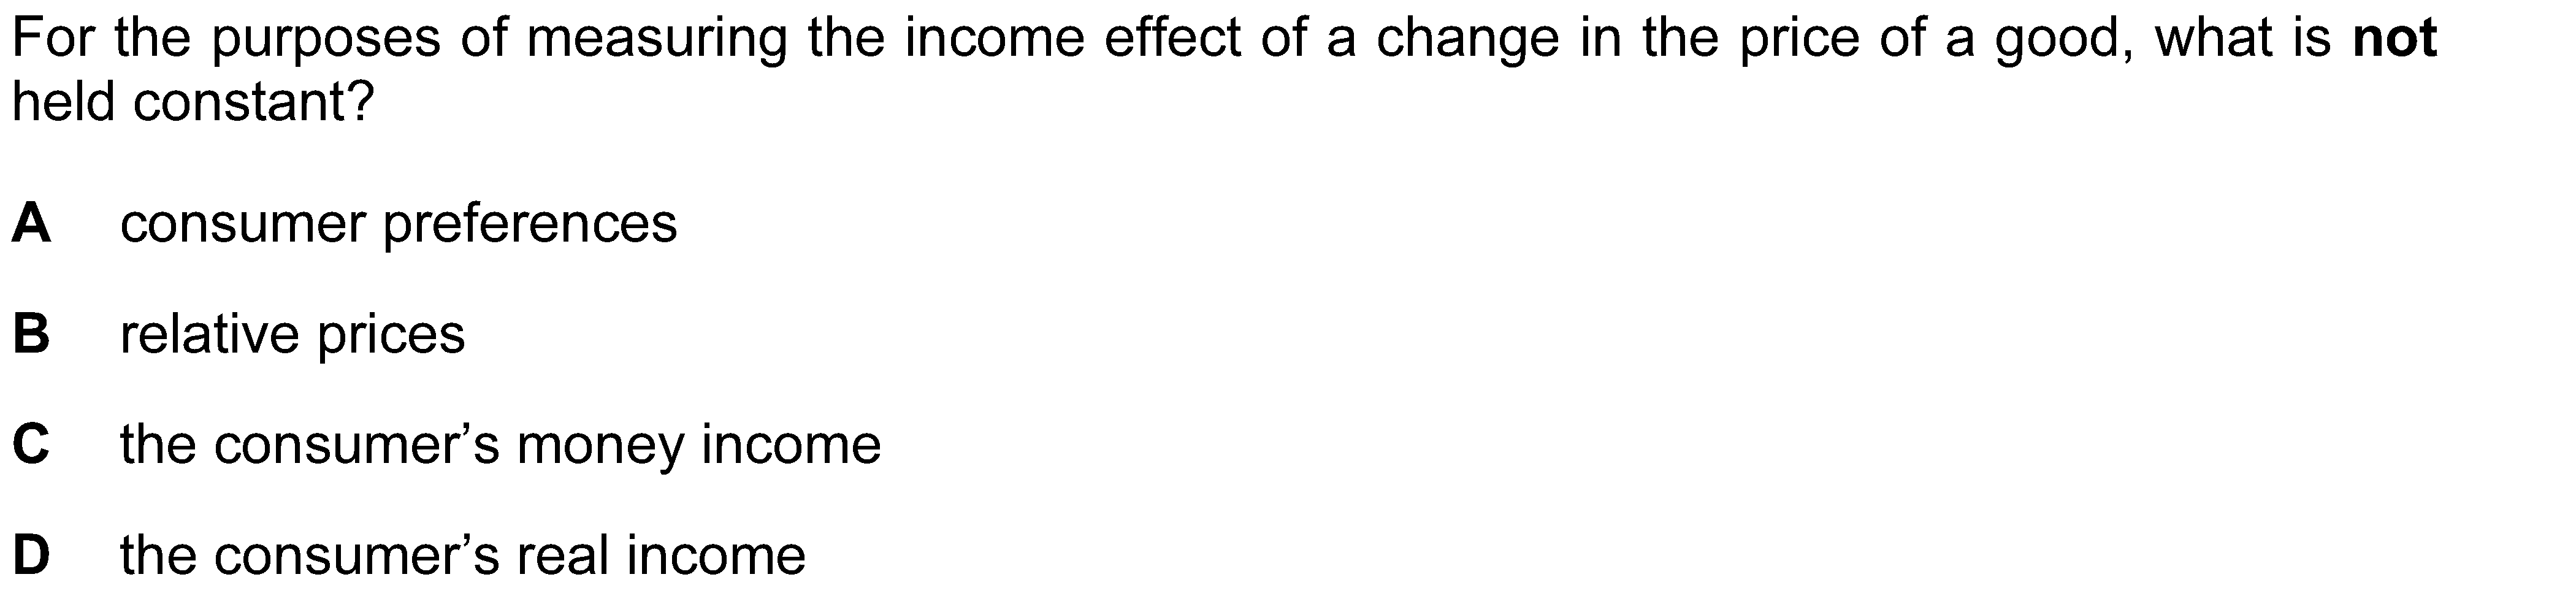 For the purposes of measuring the income effect of a change in the price of a good, what is not
held constant?
A consumer preferences
B relative prices
C the consumer’s money income
D the consumer’s real income